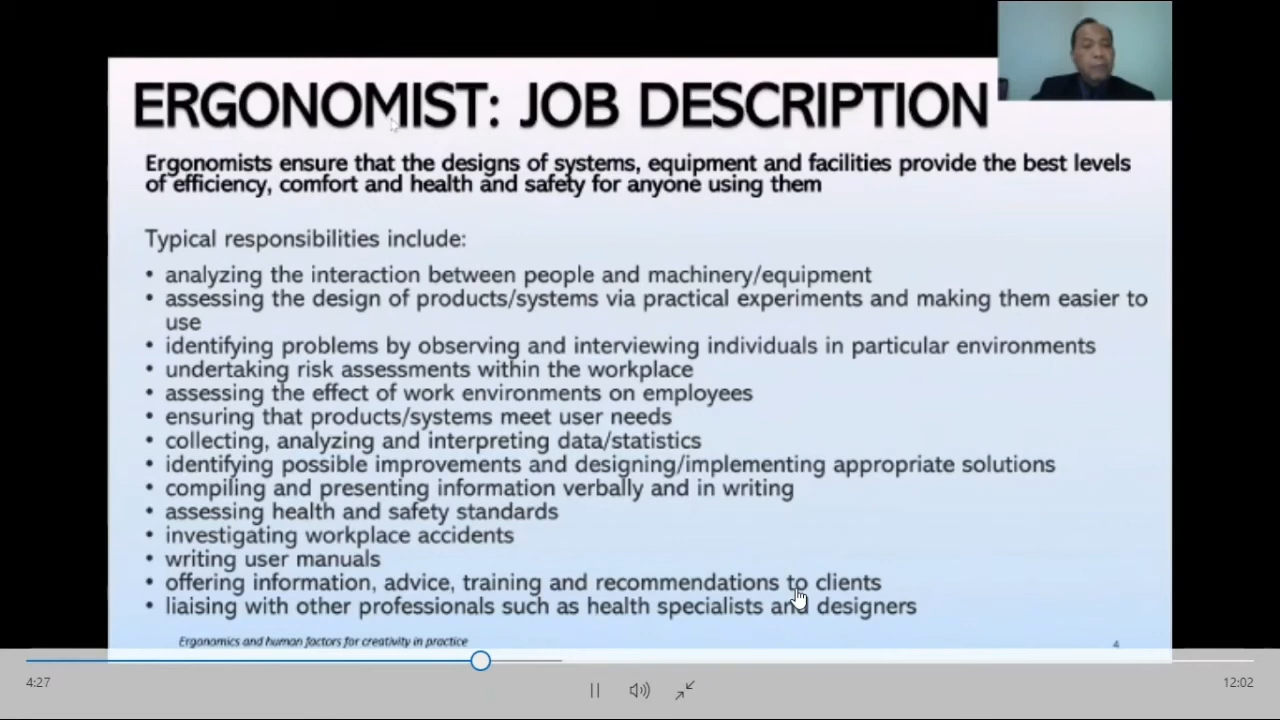 ERGONOMIST: JOB DESCRIPTION
Ergonomists ensure that the designs of systems, equipment and facilities provide the best levels
of efficiency, comfort and health and safety for anyone using them
Typical responsibilities include:
• analyzing the interaction between people and machinery/equipment
• assessing the design of products/systems via practical experiments and making them easier to
use
• identifying problems by observing and interviewing individuals in particular environments
• undertaking risk assessments within the workplace
• assessing the effect of work environments on employees
• ensuring that products/systems meet user needs
• collecting, analyzing and interpreting data/statistics
• identifying possible improvements and designing/implementing appropriate solutions
• compiling and presenting information verbally and in writing
• assessing health and safety standards
• investigating workplace accidents
• writing user manuals
• offering information, advice, training and recommendations to clients
• liaising with other professionals such as health specialists and designers
Ergonomics and human factors for creativity in practice
4
4:27
12:02